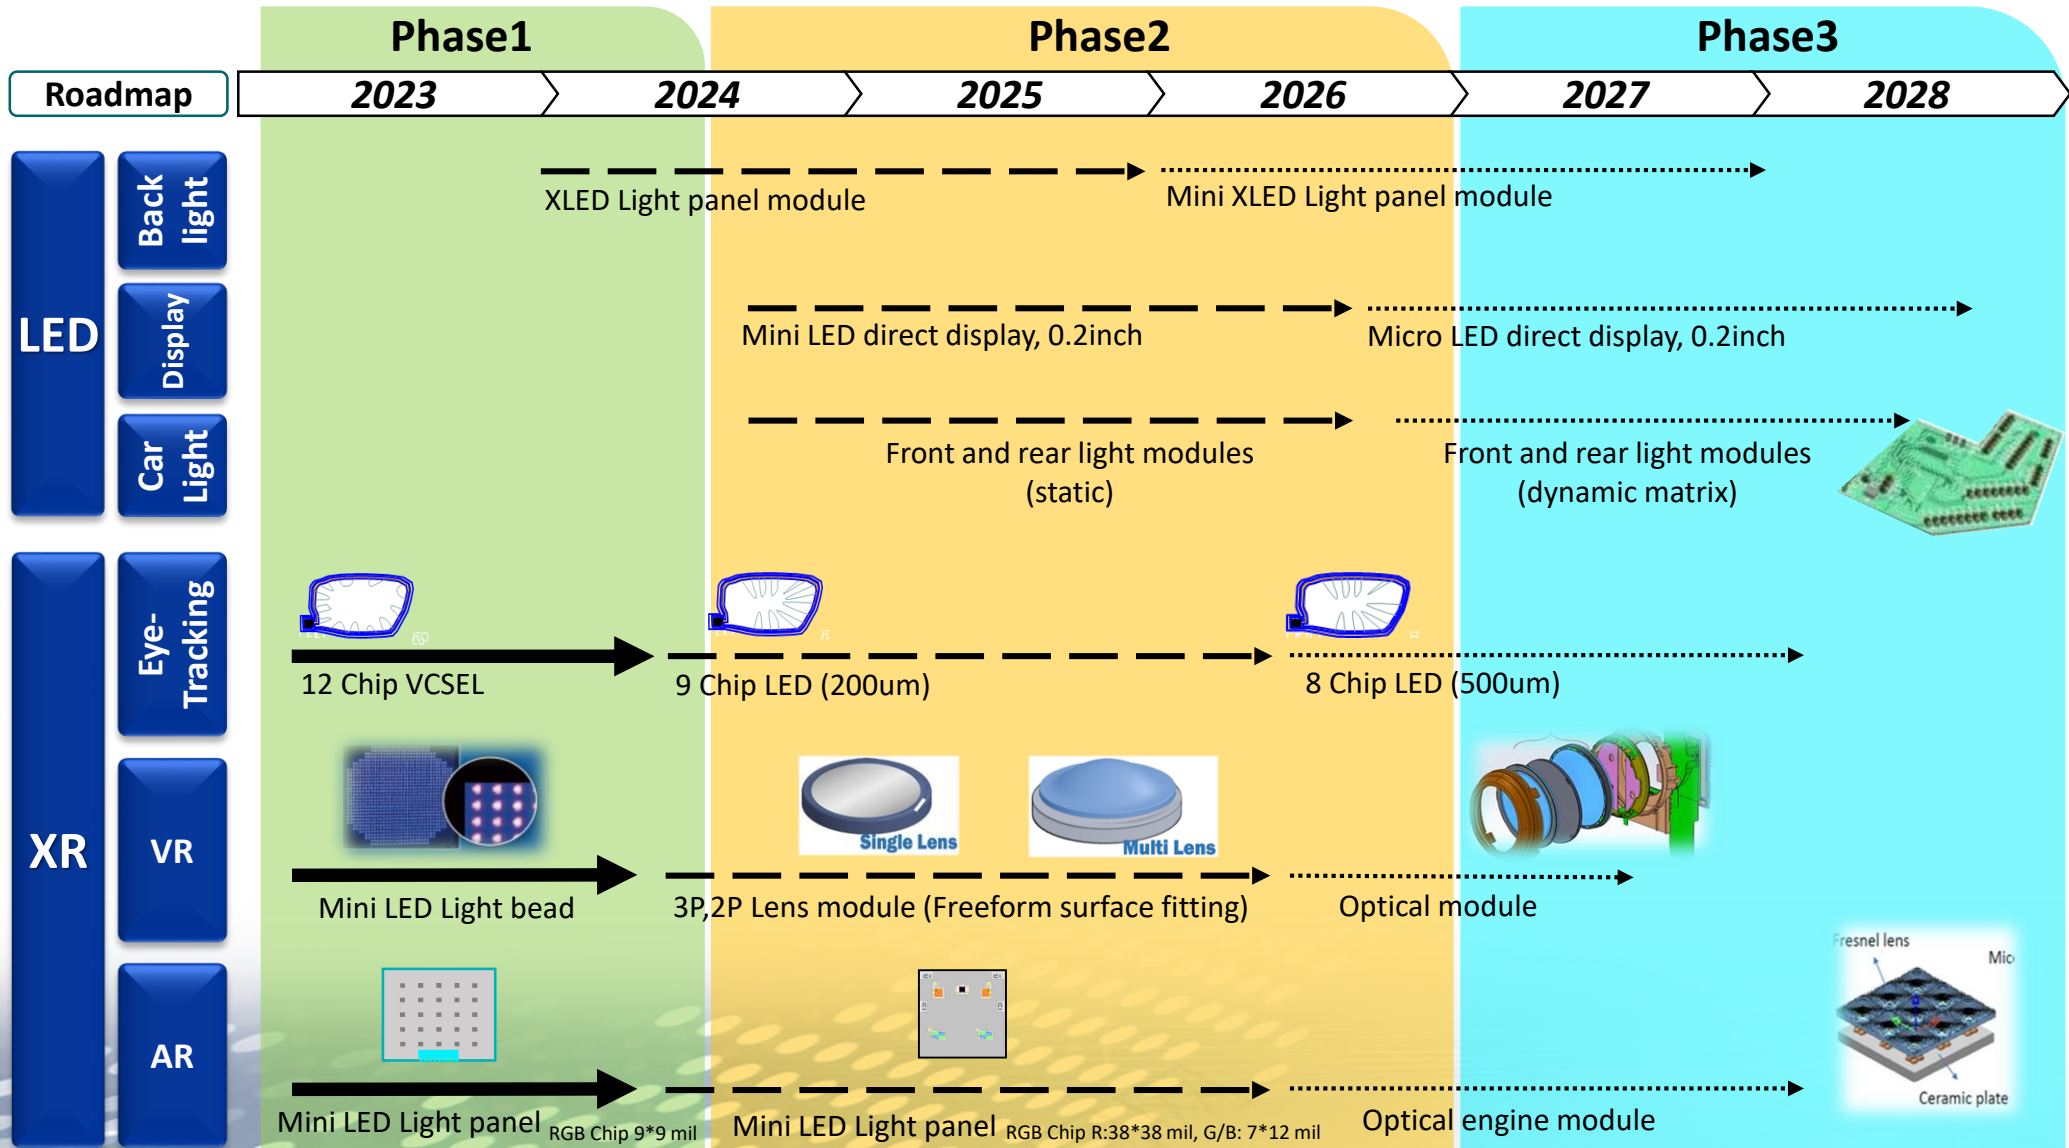 Phase1
Phase2
Phase3
Roadmap
2023
2024
2025
2026
2027
2028
LED
Back
light
XLED Light panel module
Mini XLED Light panel module
Display
Mini LED direct display, 0.2inch
Micro LED direct display, 0.2inch
Car
Light
Front and rear light modules
(static)
Front and rear light modules
(dynamic matrix)
XR
Eye-
Tracking
12 Chip VCSEL
9 Chip LED (200um)
8 Chip LED (500um)
VR
Single Lens
Multi Lens
Mini LED Light bead
3P,2P Lens module (Freeform surface fitting)
Optical module
AR
Fresnel lens
Ceramic plate
Mini LED Light panel RGB Chip 9*9 mil
Mini LED Light panel RGB Chip R:38*38 mil, G/B: 7*12 mil
Optical engine module